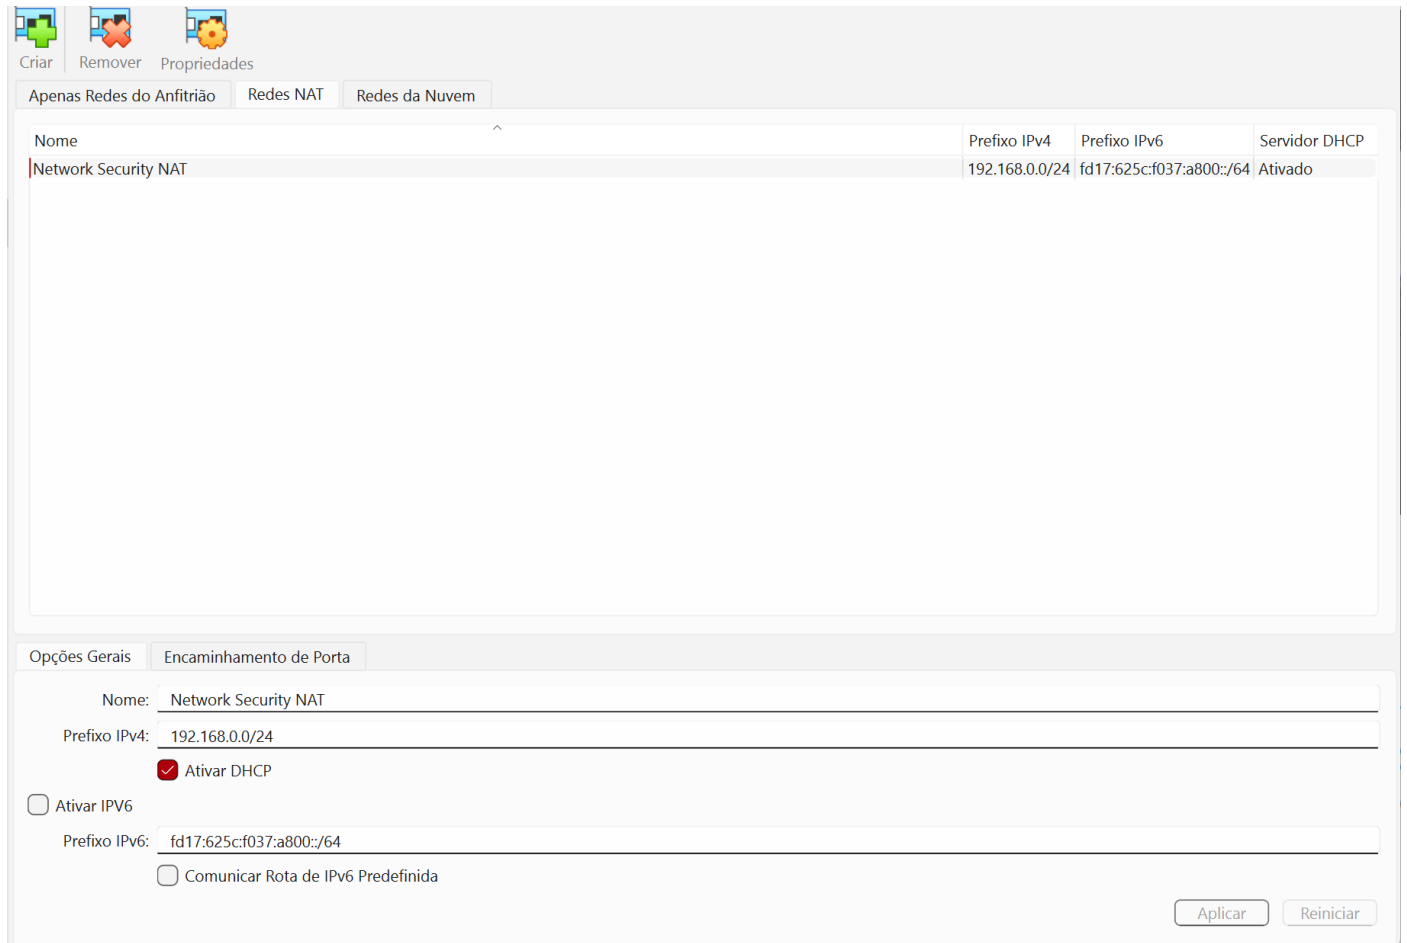 Criar Remover Propriedades
Apenas Redes do Anfitrião Redes NAT Redes da Nuvem
Nome Prefixo IPv4 Prefixo IPv6 Servidor DHCP
Network Security NAT 192.168.0.0/24 fd17:625c:f037:a800::/64 Ativado
Opções Gerais Encaminhamento de Porta
Nome: Network Security NAT
Prefixo IPv4: 192.168.0.0/24
Ativar DHCP
Ativar IPV6
Prefixo IPv6: fd17:625c:f037:a800::/64
Comunicar Rota de IPv6 Predefinida
Aplicar Reiniciar